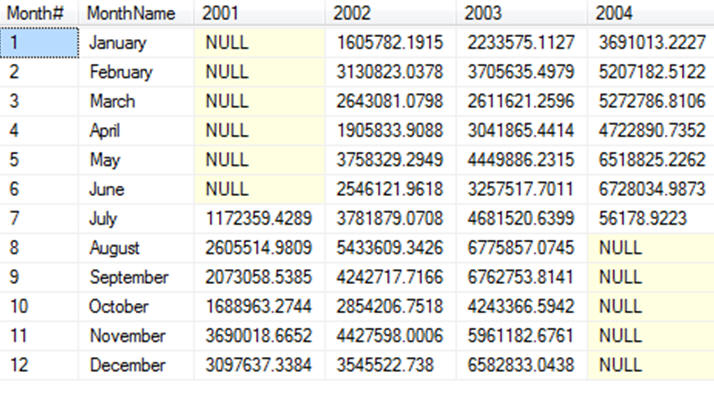 Month# MonthName 2001 2002 2003 2004
1 January NULL 1605782.1915 2233575.1127 3691013.2227
2 February NULL 3130823.0378 3705635.4979 5207182.5122
3 March NULL 2643081.0798 2611621.2596 5272786.8106
4 April NULL 1905833.9088 3041865.4414 4722890.7352
5 May NULL 3758329.2949 4449886.2315 6518825.2262
6 June NULL 2546121.9618 3257517.7011 6728034.9873
7 July 1172359.4289 3781879.0708 4681520.6399 56178.9223
8 August 2605514.9809 5433609.3426 6775857.0745 NULL
9 September 2073058.5385 4242717.7166 6762753.8141 NULL
10 October 1688963.2744 2854206.7518 4243366.5942 NULL
11 November 3690018.6652 4427598.0006 5961182.6761 NULL
12 December 3097637.3384 3545522.738 6582833.0438 NULL